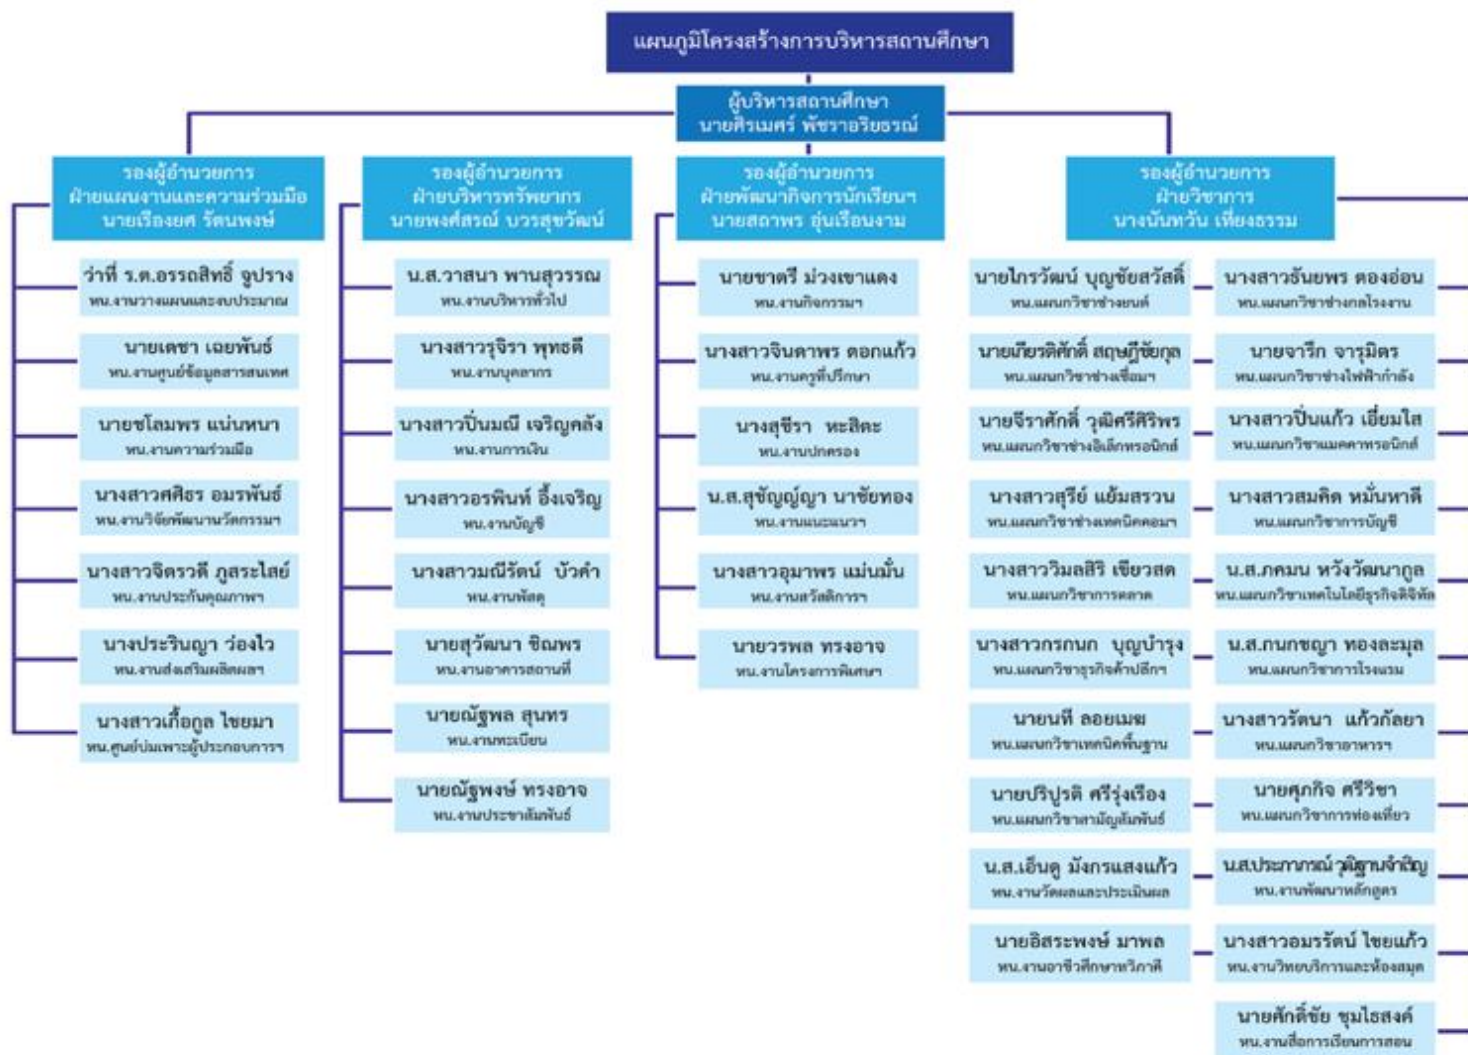 แผนภูมิโครงสร้างการบริหารสถานศึกษา
ผู้บริหารสถานศึกษา
นายศิรเมศร์ พัชราอริยธรณ์
รองผู้อำนวยการ
ฝ่ายแผนงานและความร่วมมือ
นายเรืองยศ รัตนพงษ์
ว่าที่ ร.ต.อรรถสิทธิ์ จูปราง
หน.งานวางแผนและงบประมาณ
นายเดชา เฉยพันธ์
หน.งานศูนย์ข้อมูลสารสนเทศ
นายชโลมพร แน่นหนา
หน.งานความร่วมมือ
นางสาวศศิธร อมรพันธ์
หน.งานวิจัยพัฒนานวัตกรรมฯ
นางสาวจิตรวดี ภูสระไสย์
หน.งานประกันคุณภาพฯ
นางประรินญา ว่องไว
หน.งานส่งเสริมผลิตผลฯ
นางสาวเกื้อกูล ไชยมา
หน.ศูนย์บ่มเพาะผู้ประกอบการฯ
รองผู้อำนวยการ
ฝ่ายบริหารทรัพยากร
นายพงศ์สรณ์ บวรสุขวัฒน์
น.ส.วาสนา พานสุวรรณ
หน.งานบริหารทั่วไป
นางสาวรุจิรา พุทธดี
หน.งานบุคลากร
นางสาวปิ่นมณี เจริญคลัง
หน.งานการเงิน
นางสาวอรพินท์ อึ้งเจริญ
หน.งานบัญชี
นางสาวมณีรัตน์ บัวคำ
หน.งานพัสดุ
นายสุวัฒนา ชิณพร
หน.งานอาคารสถานที่
นายณัฐพล สุนทร
หน.งานทะเบียน
นายณัฐพงษ์ ทรงอาจ
หน.งานประชาสัมพันธ์
รองผู้อำนวยการ
ฝ่ายพัฒนากิจการนักเรียนฯ
นายสถาพร อุ่นเรือนงาม
นายชาตรี ม่วงเขาแดง
หน.งานกิจกรรมฯ
นางสาวจินดาพร ดอกแก้ว
หน.งานครูที่ปรึกษา
นางสุธีรา หะสิตะ
หน.งานปกครอง
น.ส.สุชัญญ์ญา นาชัยทอง
หน.งานแนะแนวฯ
นางสาวอุมาพร แม่นมั่น
หน.งานสวัสดิการฯ
นายวรพล ทรงอาจ
หน.งานโครงการพิเศษฯ
รองผู้อำนวยการ
ฝ่ายวิชาการ
นางนันทวัน เที่ยงธรรม
นายไกรวัฒน์ บุญชัยสวัสดิ์
หน.แผนกวิชาช่างยนต์
นางสาวธันยพร ตองอ่อน
หน.แผนกวิชาช่างกลโรงงาน
นายเกียรติศักดิ์ สฤษฎีชัยกุล
หน.แผนกวิชาช่างเชื่อมฯ
นายจารึก จารุมิตร
หน.แผนกวิชาช่างไฟฟ้ากำลัง
นายจีราศักดิ์ วุฒิศรีศิริพร
หน.แผนกวิชาช่างอิเล็กทรอนิกส์
นางสาวปิ่นแก้ว เอี่ยมใส
หน.แผนกวิชาแมคคาทรอนิกส์
นางสาวสุรีย์ แย้มสรวน
หน.แผนกวิชาช่างเทคนิคคอมฯ
นางสาวสมคิด หมั่นหาดี
หน.แผนกวิชาการบัญชี
นางสาววิมลสิริ เขียวสด
หน.แผนกวิชาการตลาด
น.ส.ภคมน หวังวัฒนากูล
หน.แผนกวิชาเทคโนโลยีธุรกิจดิจิทัล
นางสาวกรกนก บุญบำรุง
หน.แผนกวิชาธุรกิจค้าปลีกฯ
น.ส.กนกชญา ทองละมุล
หน.แผนกวิชาการโรงแรม
นายนที ลอยเมฆ
หน.แผนกวิชาเทคนิคพื้นฐาน
นางสาวรัตนา แก้วกัลยา
หน.แผนกวิชาอาหารฯ
นายปริปูรติ ศรีรุ่งเรือง
หน.แผนกวิชาสามัญสัมพันธ์
นายศุภกิจ ศรีวิชา
หน.แผนกวิชาการท่องเที่ยว
น.ส.เอ็นดู มังกรแสงแก้ว
หน.งานวัดผลและประเมินผล
น.ส.ประภาภรณ์
หน.งานพัฒนาหลักสูตร
นายอิสระพงษ์ มาพล
หน.งานอาชีวศึกษาทวิภาคี
นางสาวอมรรัตน์ ไชยแก้ว
หน.งานวิทยบริการและห้องสมุด
นายศักดิ์ชัย ชุมไธสงค์
หน.งานสื่อการเรียนการสอน